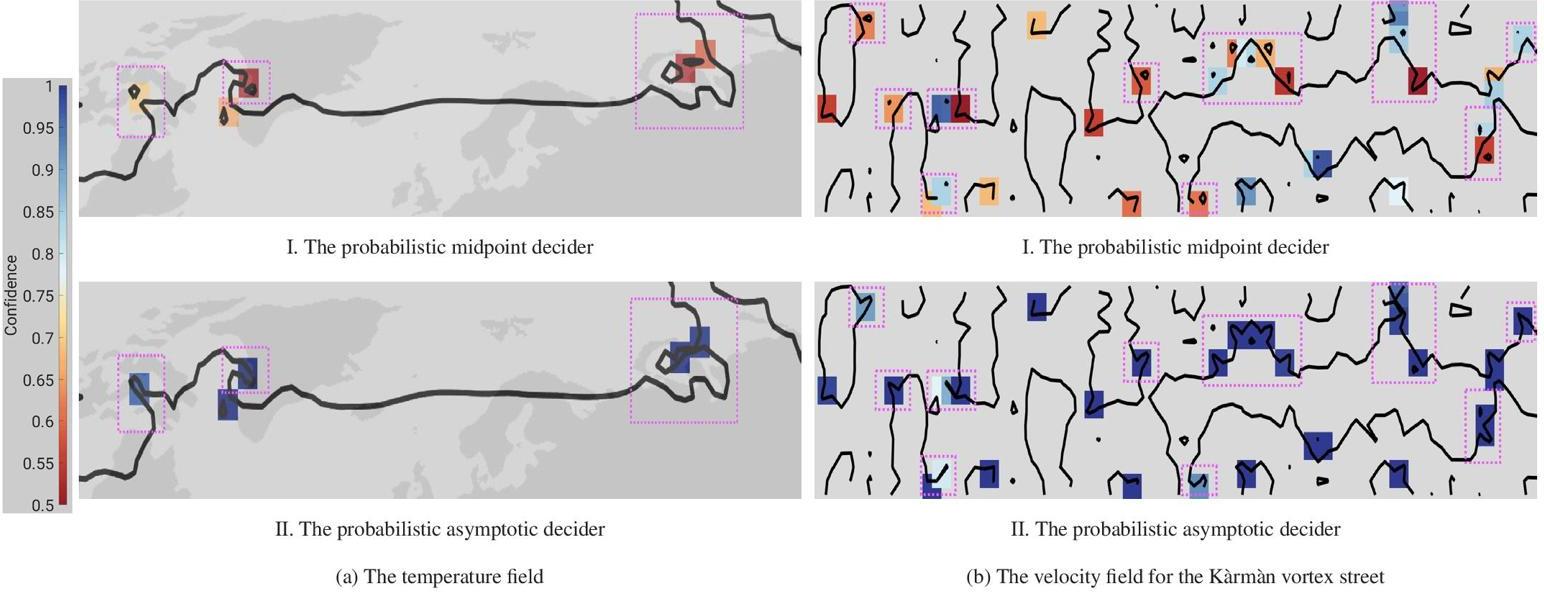 Confidence
1
0.95
0.9
0.85
0.8
0.75
0.7
0.65
0.6
0.55
0.5
I. The probabilistic midpoint decider
I. The probabilistic midpoint decider
II. The probabilistic asymptotic decider
II. The probabilistic asymptotic decider
(a) The temperature field
(b) The velocity field for the Kàrmàn vortex street